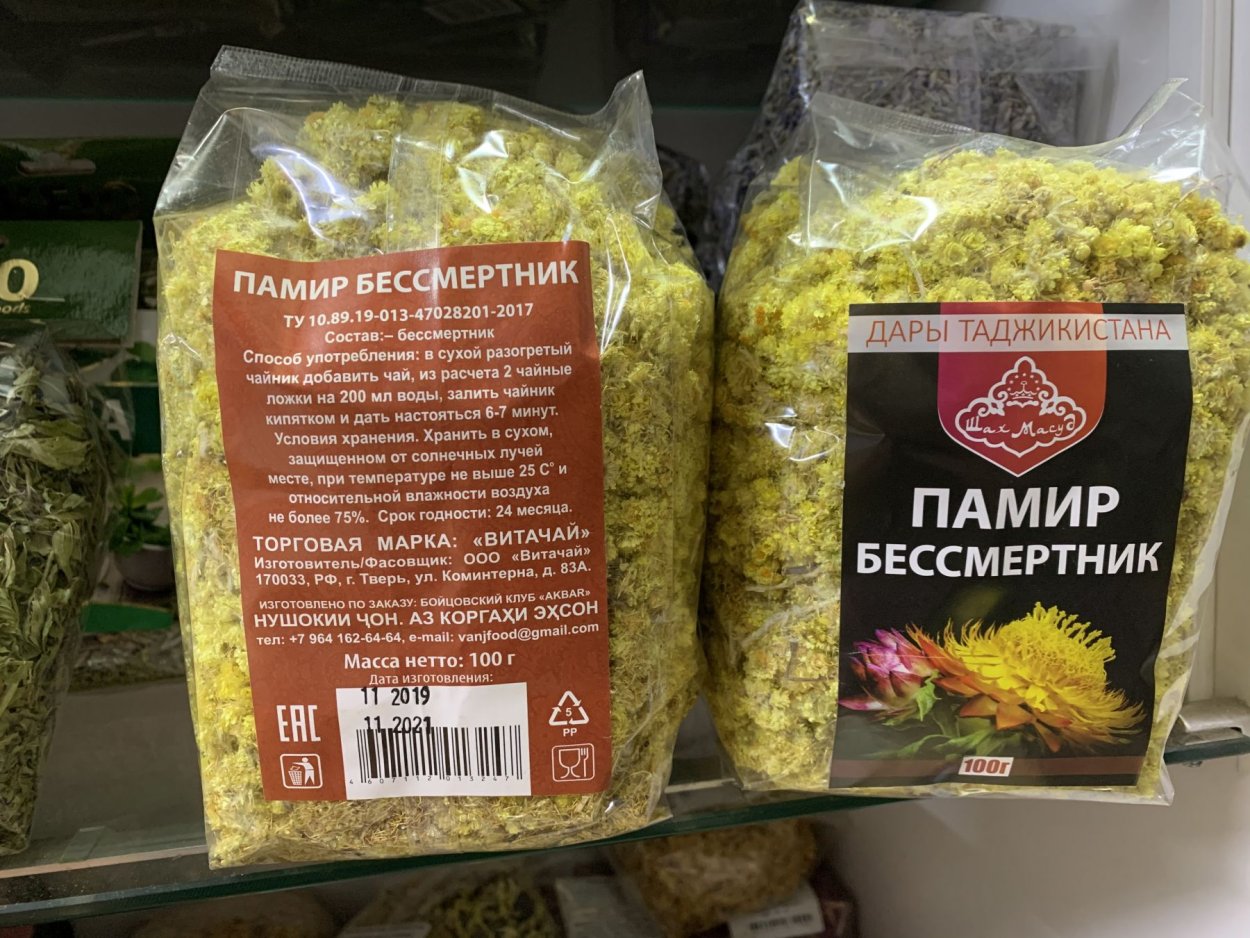 ПАМИР БЕССМЕРТНИК
ТУ 10.89.19-013-47028201-2017
Состав:– бессмертник
Способ употребления: в сухой разогретый
чайник добавить чай, из расчета 2 чайные
ложки на 200 мл воды, залить чайник
кипятком и дать настояться 6-7 минут.
Условия хранения. Хранить в сухом,
защищенном от солнечных лучей
месте, при температуре не выше 25 С° и
относительной влажности воздуха
не более 75%. Срок годности: 24 месяца.
ТОРГОВАЯ МАРКА: «ВИТАЧАЙ»
Изготовитель/Фасовщик: ООО «Витачай»
170033, РФ, г. Тверь, ул. Коминтерна, д. 83А.
ИЗГОТОВЛЕНО ПО ЗАКАЗУ: БОЙЦОВСКИЙ КЛУБ «AKBAR»
НУШОКИИ ҶОН. АЗ КОРГАҲИ ЭҲСОН
тел: +7 964 162-64-64, e-mail: vanjfood@gmail.com
Масса нетто: 100 г
Дата изготовления:
11 2019
11.2021
EAC
4607112013247
5
PP
ДАРЫ ТАДЖИКИСТАНА
Шах Масуд
ПАМИР
БЕССМЕРТНИК
100г